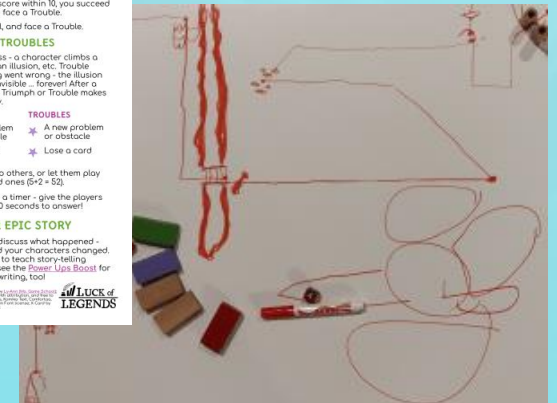 score within 10, you succeed
face a Trouble.
, and face a Trouble.
TROUBLES
ss - a character climbs a
an illusion, etc. Trouble
g went wrong - the illusion
nvisible ... forever! After a
Triumph or Trouble makes
TROUBLES
A new problem
or obstacle
Lose a card
o others, or let them play
d ones (5+2 = 52).
a timer - give the players
0 seconds to answer!
EPIC STORY
discuss what happened -
d your characters changed.
to teach story-telling
see the Power Ups Boost for
writing, too!
LUCK of
LEGENDS